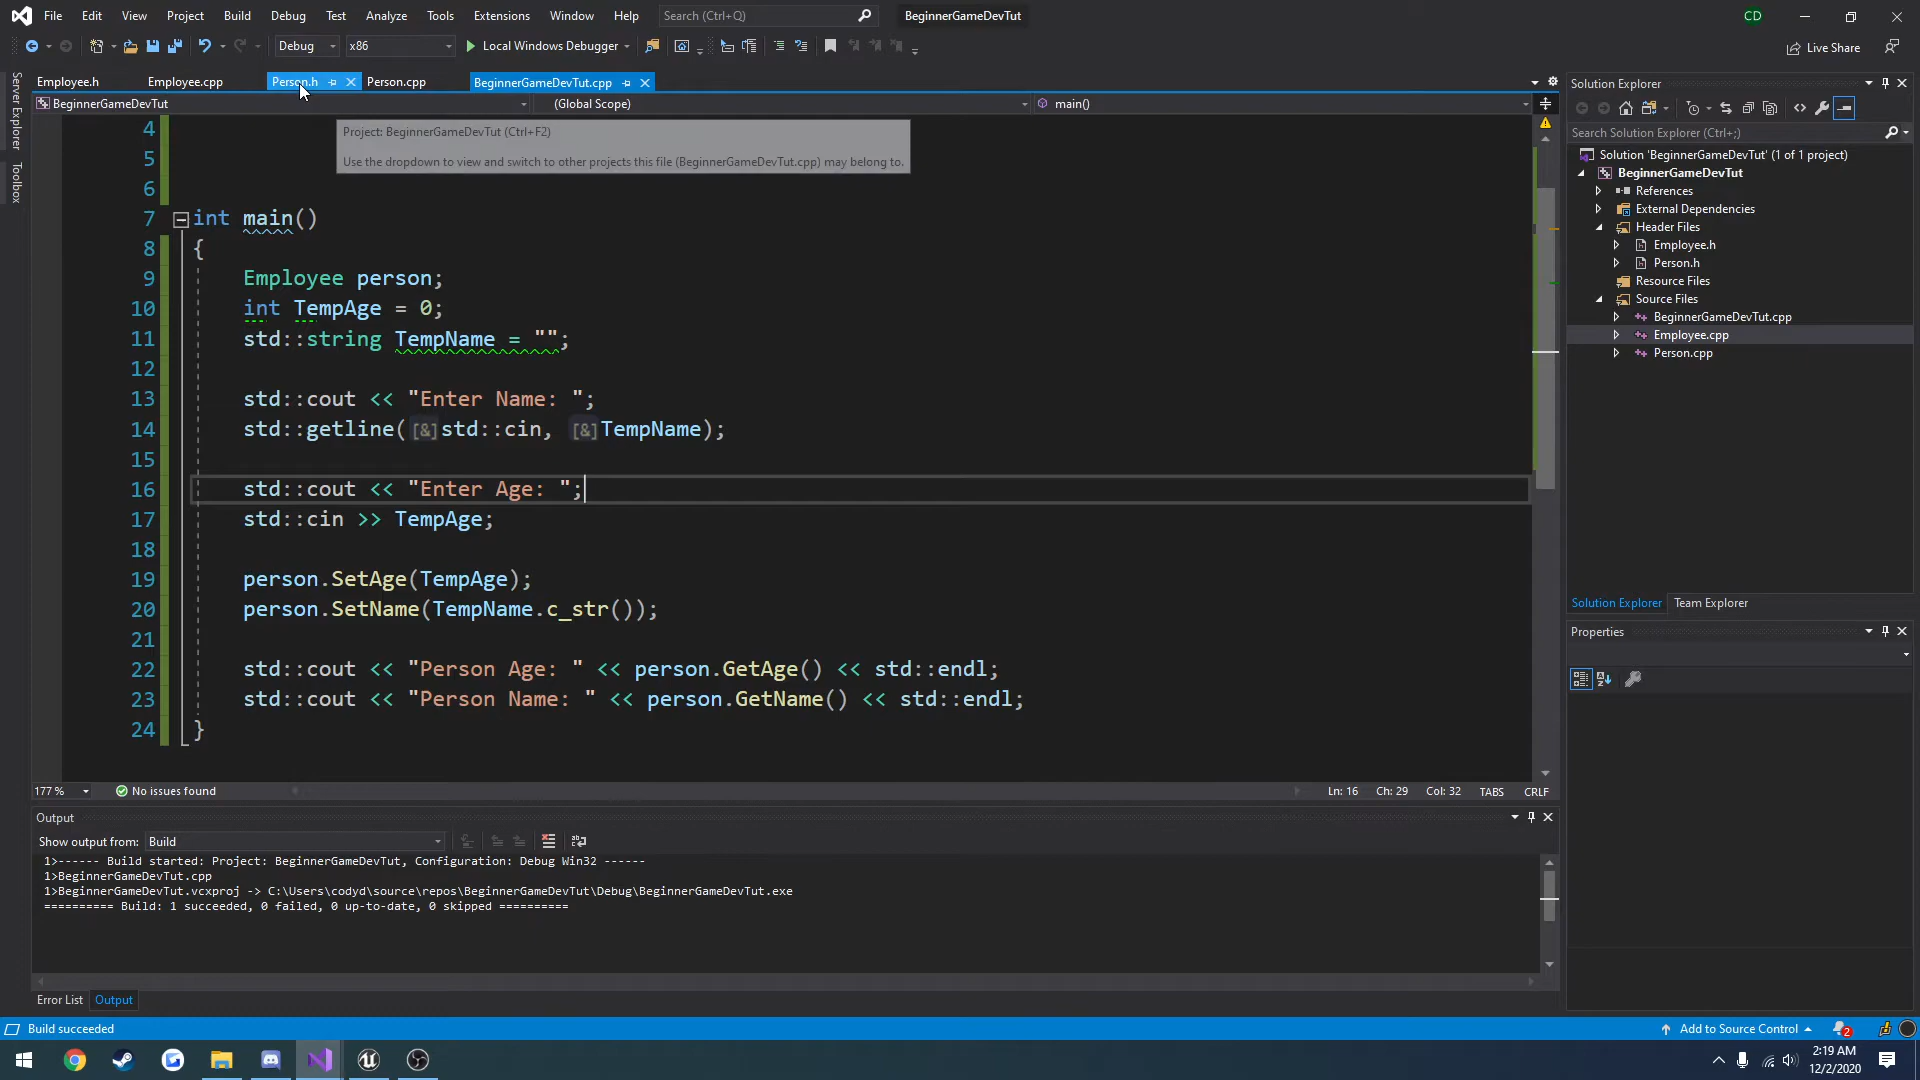 File Edit View Project Build Debug Test Analyze Tools Extensions Window Help Search (Ctrl+Q) BeginnerGameDevTut CD
Debug x86 Local Windows Debugger Live Share
Employee.h Employee.cpp Person.h Person.cpp BeginnerGameDevTut.cpp
BeginnerGameDevTut (Global Scope) main()
Project: BeginnerGameDevTut (Ctrl+F2)
Use the dropdown to view and switch to other projects this file (BeginnerGameDevTut.cpp) may belong to.
4
5
6
7 int main()
8 {
9 Employee person;
10 int TempAge = 0;
11 std::string TempName = "";
12
13 std::cout << "Enter Name: ";
14 std::getline([&]std::cin, [&]TempName);
15
16 std::cout << "Enter Age: ";
17 std::cin >> TempAge;
18
19 person.SetAge(TempAge);
20 person.SetName(TempName.c_str());
21
22 std::cout << "Person Age: " << person.GetAge() << std::endl;
23 std::cout << "Person Name: " << person.GetName() << std::endl;
24 }
177 % No issues found Ln: 16 Ch: 29 Col: 32 TABS CRLF
Output
Show output from: Build
1>------ Build started: Project: BeginnerGameDevTut, Configuration: Debug Win32 ------
1>BeginnerGameDevTut.cpp
1>BeginnerGameDevTut.vcxproj -> C:\Users\codyd\source\repos\BeginnerGameDevTut\Debug\BeginnerGameDevTut.exe
========== Build: 1 succeeded, 0 failed, 0 up-to-date, 0 skipped ==========
Error List Output
Server Explorer
Toolbox
Solution Explorer
Search Solution Explorer (Ctrl+;)
Solution 'BeginnerGameDevTut' (1 of 1 project)
BeginnerGameDevTut
References
External Dependencies
Header Files
Employee.h
Person.h
Resource Files
Source Files
BeginnerGameDevTut.cpp
Employee.cpp
Person.cpp
Solution Explorer Team Explorer
Properties
Build succeeded Add to Source Control 2
2:19 AM
12/2/2020